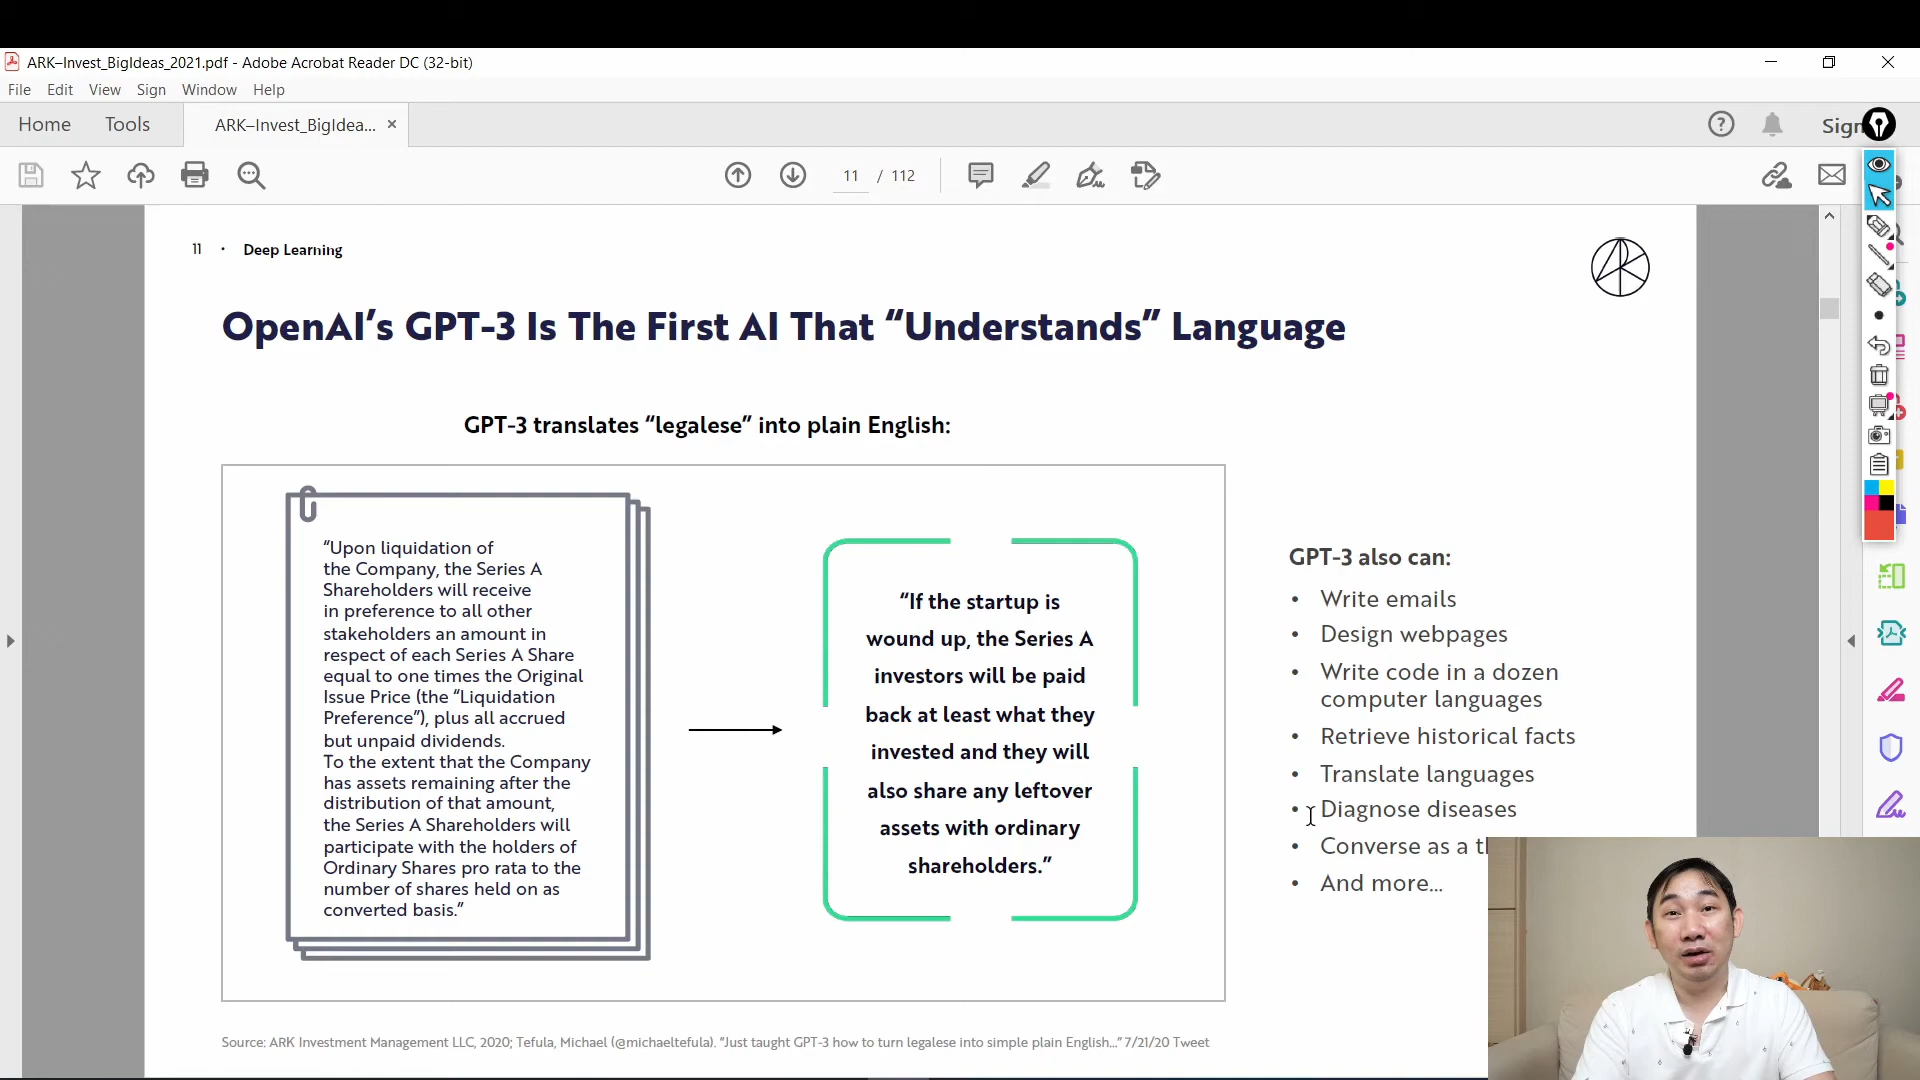 ARK–Invest_BigIdeas_2021.pdf - Adobe Acrobat Reader DC (32-bit)
File Edit View Sign Window Help
Home Tools ARK–Invest_BigIdea... ×
Sign
11 / 112
11 · Deep Learning
OpenAI’s GPT-3 Is The First AI That “Understands” Language
GPT-3 translates “legalese” into plain English:
“Upon liquidation of
the Company, the Series A
Shareholders will receive
in preference to all other
stakeholders an amount in
respect of each Series A Share
equal to one times the Original
Issue Price (the “Liquidation
Preference”), plus all accrued
but unpaid dividends.
To the extent that the Company
has assets remaining after the
distribution of that amount,
the Series A Shareholders will
participate with the holders of
Ordinary Shares pro rata to the
number of shares held on as
converted basis.”
“If the startup is
wound up, the Series A
investors will be paid
back at least what they
invested and they will
also share any leftover
assets with ordinary
shareholders.”
GPT-3 also can:
• Write emails
• Design webpages
• Write code in a dozen
computer languages
• Retrieve historical facts
• Translate languages
• Diagnose diseases
• Converse as a
• And more...
Source: ARK Investment Management LLC, 2020; Tefula, Michael (@michaeltefula). “Just taught GPT-3 how to turn legalese into simple plain English...” 7/21/20 Tweet